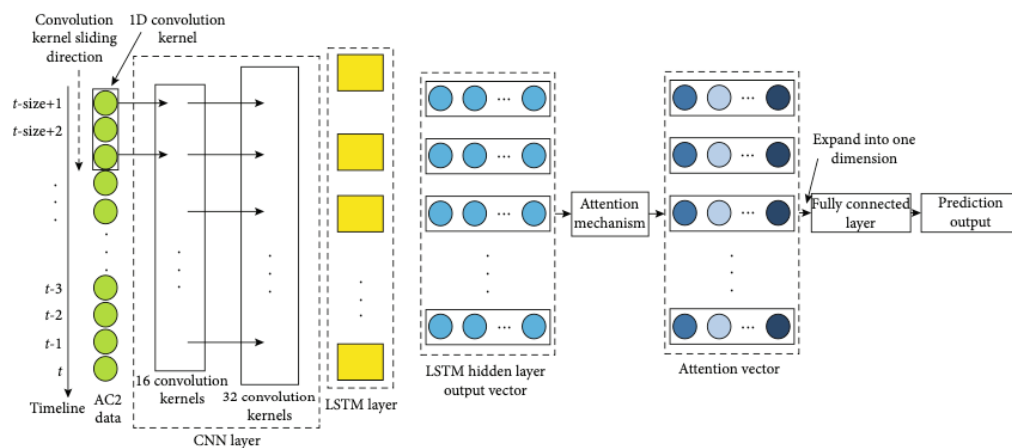 Convolution
kernel sliding
direction
1D convolution
kernel
t-size+1
t-size+2
.
.
.
t-3
t-2
t-1
t
Timeline
AC2
data
16 convolution
kernels
32 convolution
kernels
CNN layer
LSTM layer
...
...
...
...
LSTM hidden layer
output vector
Attention
mechanism
...
...
...
...
Attention vector
Expand into one
dimension
Fully connected
layer
Prediction
output